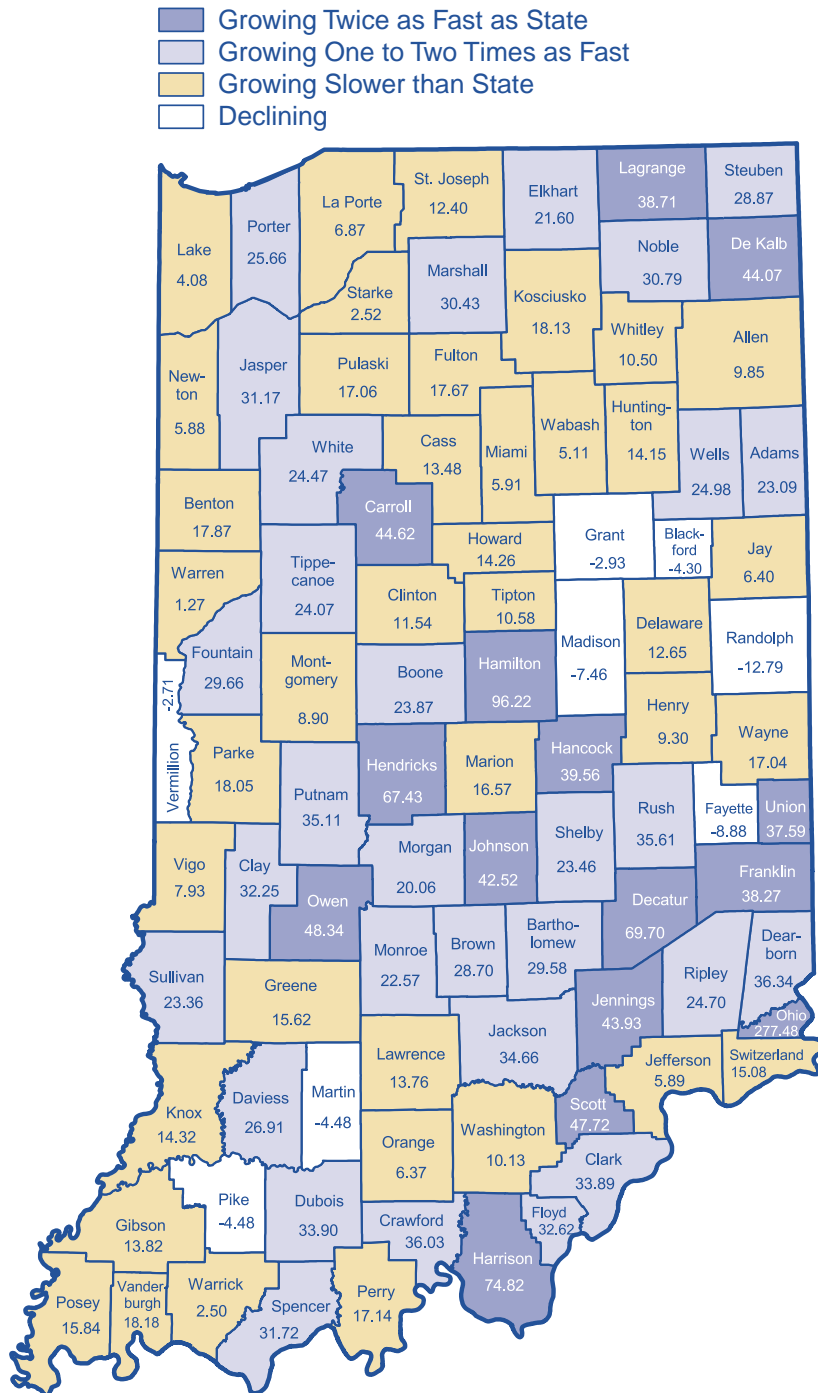 Growing Twice as Fast as State
Growing One to Two Times as Fast
Growing Slower than State
Declining
Lake
4.08
Porter
25.66
La Porte
6.87
St. Joseph
12.40
Elkhart
21.60
Lagrange
38.71
Steuben
28.87
Noble
30.79
De Kalb
44.07
Starke
2.52
Marshall
30.43
Kosciusko
18.13
Whitley
10.50
Allen
9.85
New-
ton
5.88
Jasper
31.17
Pulaski
17.06
Fulton
17.67
Miami
5.91
Wabash
5.11
Hunting-
ton
14.15
Wells
24.98
Adams
23.09
White
24.47
Cass
13.48
Carroll
44.62
Benton
17.87
Howard
14.26
Grant
-2.93
Black-
ford
-4.30
Jay
6.40
Warren
1.27
Tippe-
canoe
24.07
Clinton
11.54
Tipton
10.58
Madison
-7.46
Delaware
12.65
Randolph
-12.79
Fountain
29.66
Mont-
gomery
8.90
Boone
23.87
Hamilton
96.22
Henry
9.30
Wayne
17.04
Vermillion
-2.71
Parke
18.05
Putnam
35.11
Hendricks
67.43
Marion
16.57
Hancock
39.56
Rush
35.61
Fayette
-8.88
Union
37.59
Vigo
7.93
Clay
32.25
Owen
48.34
Morgan
20.06
Johnson
42.52
Shelby
23.46
Decatur
69.70
Franklin
38.27
Sullivan
23.36
Greene
15.62
Monroe
22.57
Brown
28.70
Bartho-
lomew
29.58
Jennings
43.93
Ripley
24.70
Dear-
born
36.34
Ohio
277.48
Knox
14.32
Daviess
26.91
Martin
-4.48
Lawrence
13.76
Jackson
34.66
Jefferson
5.89
Switzerland
15.08
Scott
47.72
Orange
6.37
Washington
10.13
Clark
33.89
Gibson
13.82
Pike
-4.48
Dubois
33.90
Crawford
36.03
Floyd
32.62
Harrison
74.82
Posey
15.84
Vander-
burgh
18.18
Warrick
2.50
Spencer
31.72
Perry
17.14